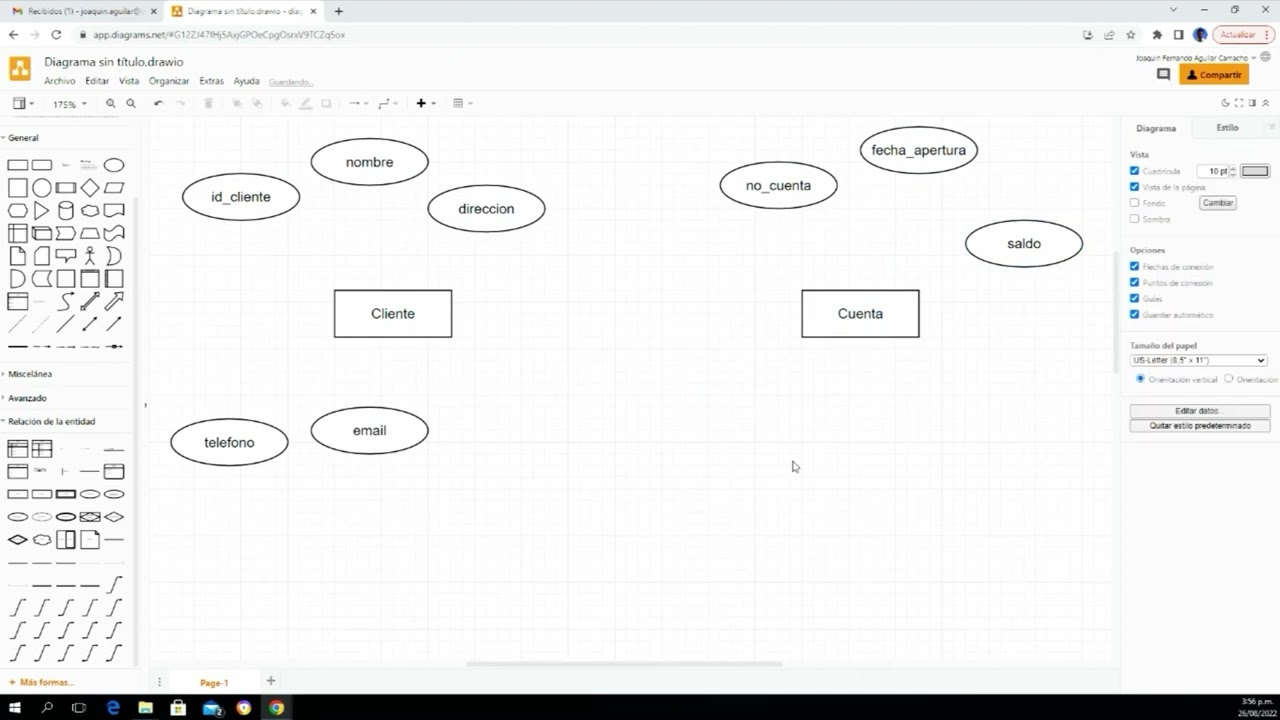 Recibidos (1) - joaquin.aguilar@
Diagrama sin título.drawio - diag
app.diagrams.net/#G12ZJ47fHj5AxjGPOeCpgOsrxV9TCZq5ox
Actualizar
Diagrama sin título.drawio
Joaquin Fernando Aguilar Camacho
Archivo Editar Vista Organizar Extras Ayuda Guardando...
Compartir
175%
General
Miscelánea
Avanzado
Relación de la entidad
+ Más formas...
nombre
id_cliente
direccion
Cliente
telefono
email
fecha_apertura
no_cuenta
saldo
Cuenta
Diagrama Estilo
Vista
Cuadrícula 10 pt
Vista de la página
Fondo Cambiar
Sombra
Opciones
Flechas de conexión
Puntos de conexión
Guías
Guardar automático
Tamaño del papel
US-Letter (8.5" x 11")
Orientación vertical Orientación
Editar datos...
Quitar estilo predeterminado
Page-1
2
3:56 p.m.
26/08/2022